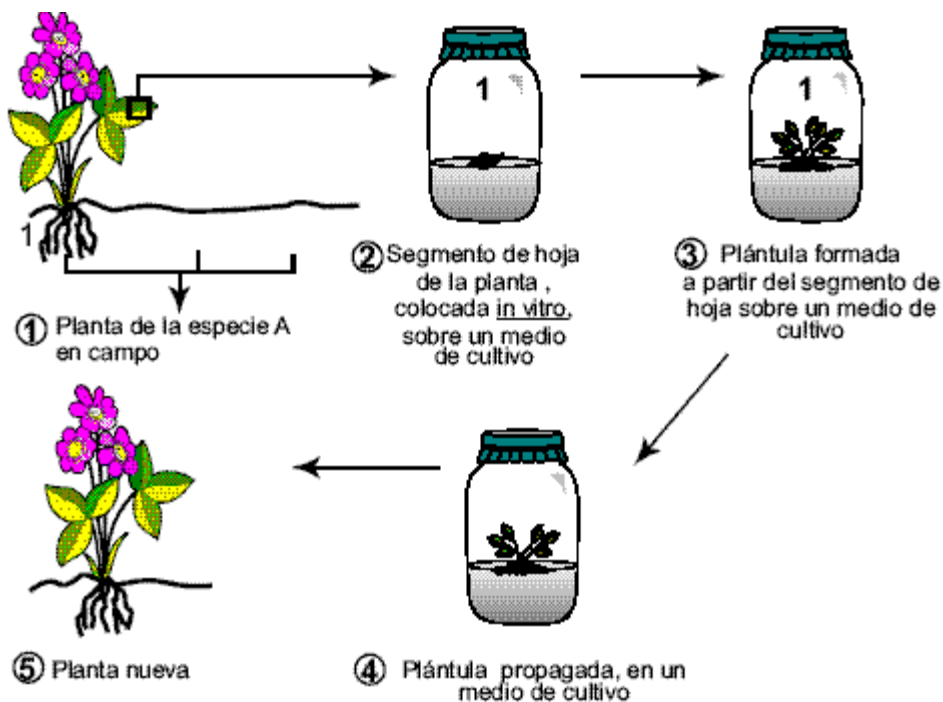 1
1
1
② Segmento de hoja
de la planta ,
colocada in vitro,
sobre un medio
de cultivo
③ Plántula formada
a partir del segmento de
hoja sobre un medio de
cultivo
① Planta de la especie A
en campo
⑤ Planta nueva
④ Plántula propagada, en un
medio de cultivo